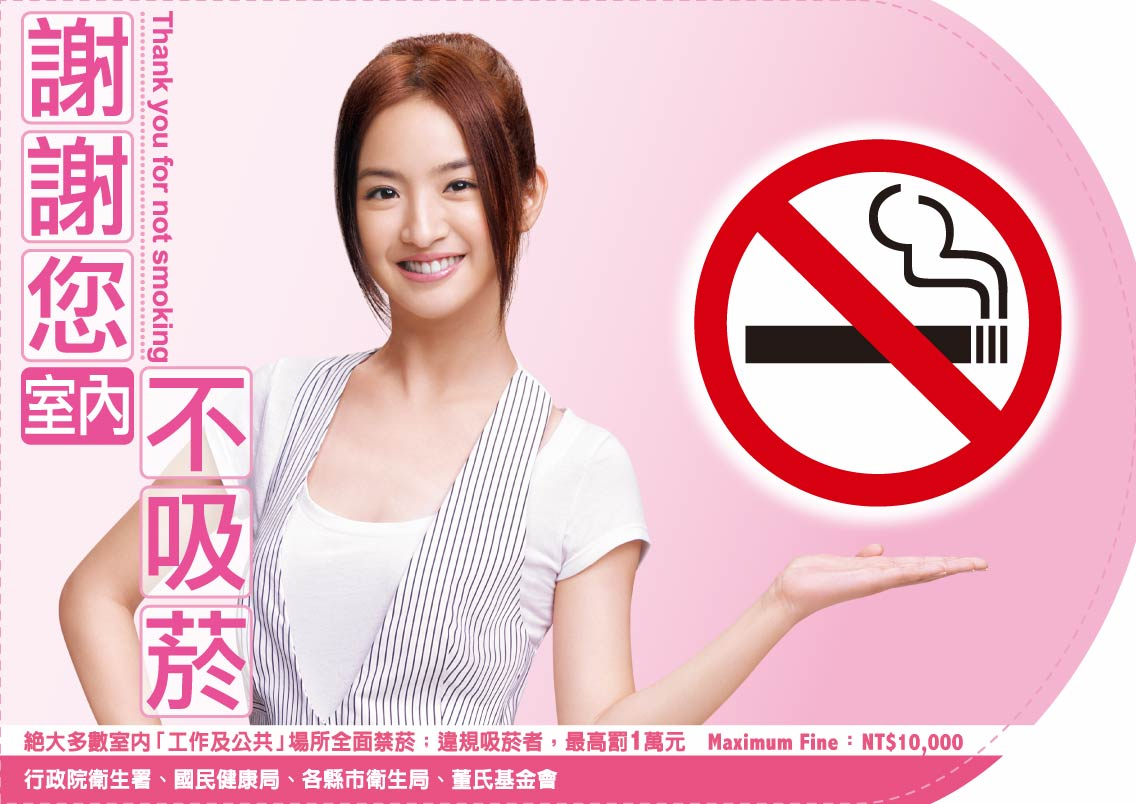 謝謝您
Thank you for not smoking
室內
不吸菸
絕大多數室內「工作及公共」場所全面禁菸；違規吸菸者，最高罰1萬元 Maximum Fine：NT$10,000
行政院衛生署、國民健康局、各縣市衛生局、董氏基金會